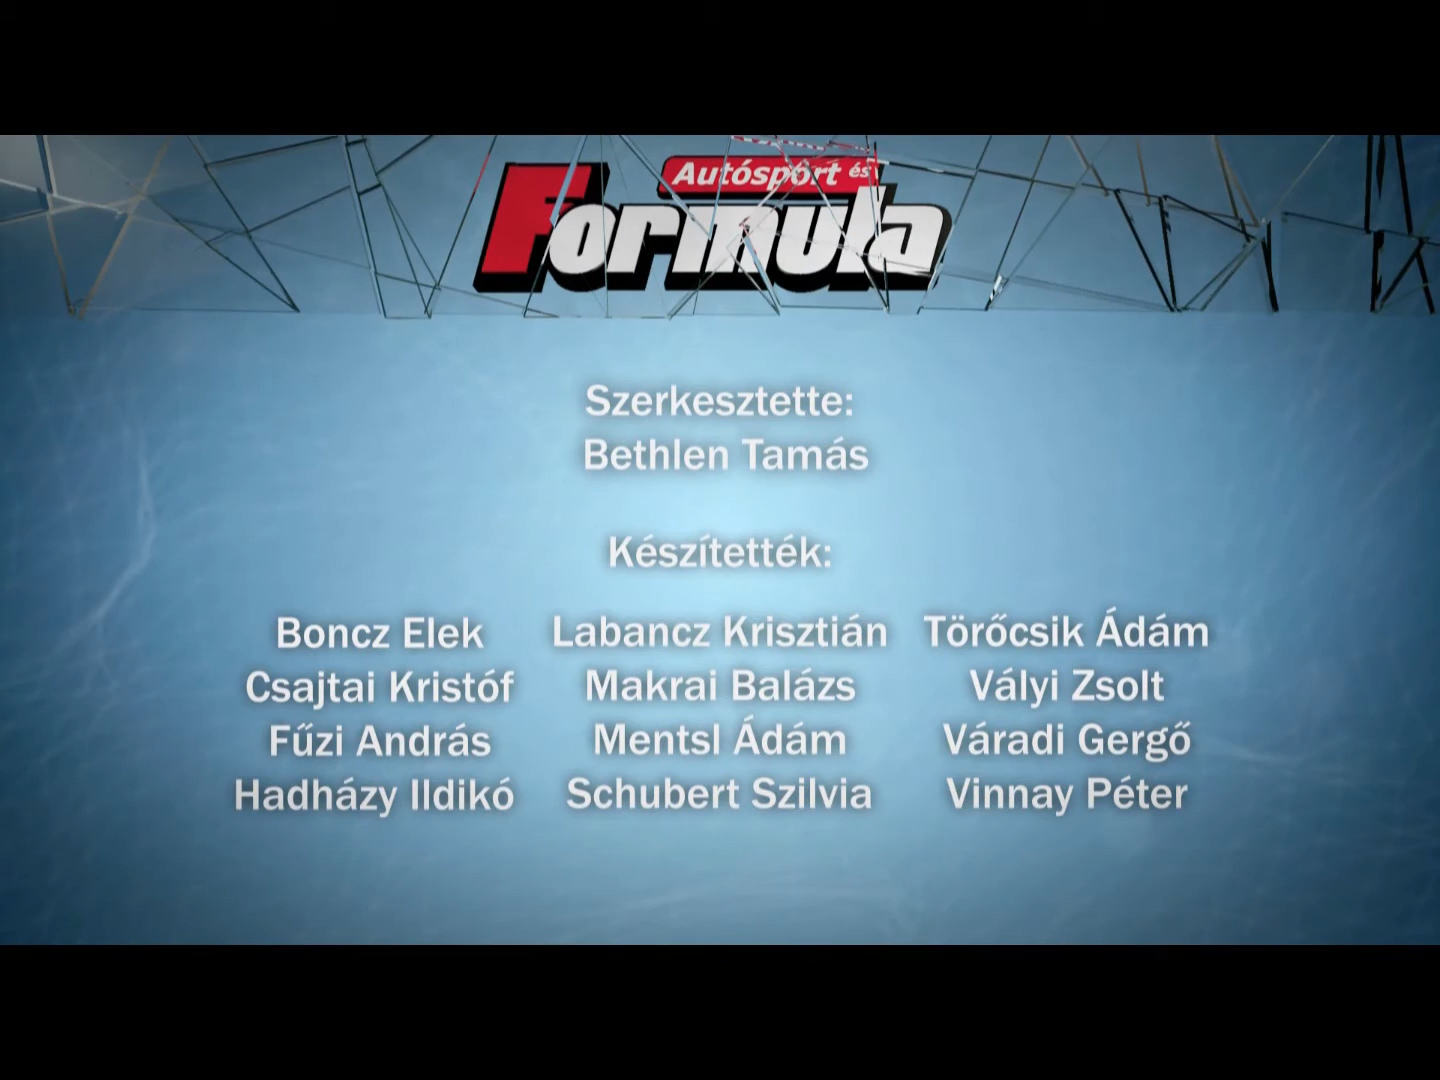 Autósport és
Formula
Szerkesztette:
Bethlen Tamás
Készítették:
Boncz Elek
Csajtai Kristóf
Fűzi András
Hadházy Ildikó
Labancz Krisztián
Makrai Balázs
Mentsl Ádám
Schubert Szilvia
Törőcsik Ádám
Vályi Zsolt
Váradi Gergő
Vinnay Péter